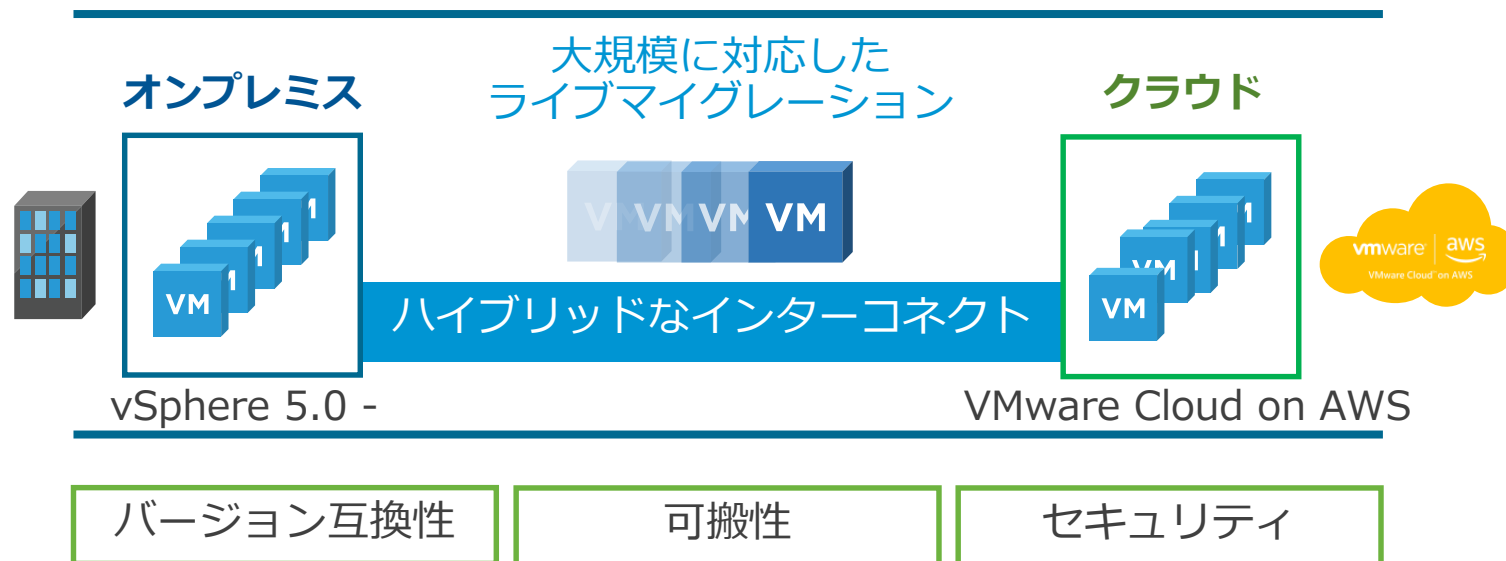 大規模に対応した
ライブマイグレーション
オンプレミス
クラウド
VM VM VM VM
VM
VM
VM
vmware aws
VMware Cloud™ on AWS
ハイブリッドなインターコネクト
vSphere 5.0 -
VMware Cloud on AWS
バージョン互換性
可搬性
セキュリティ